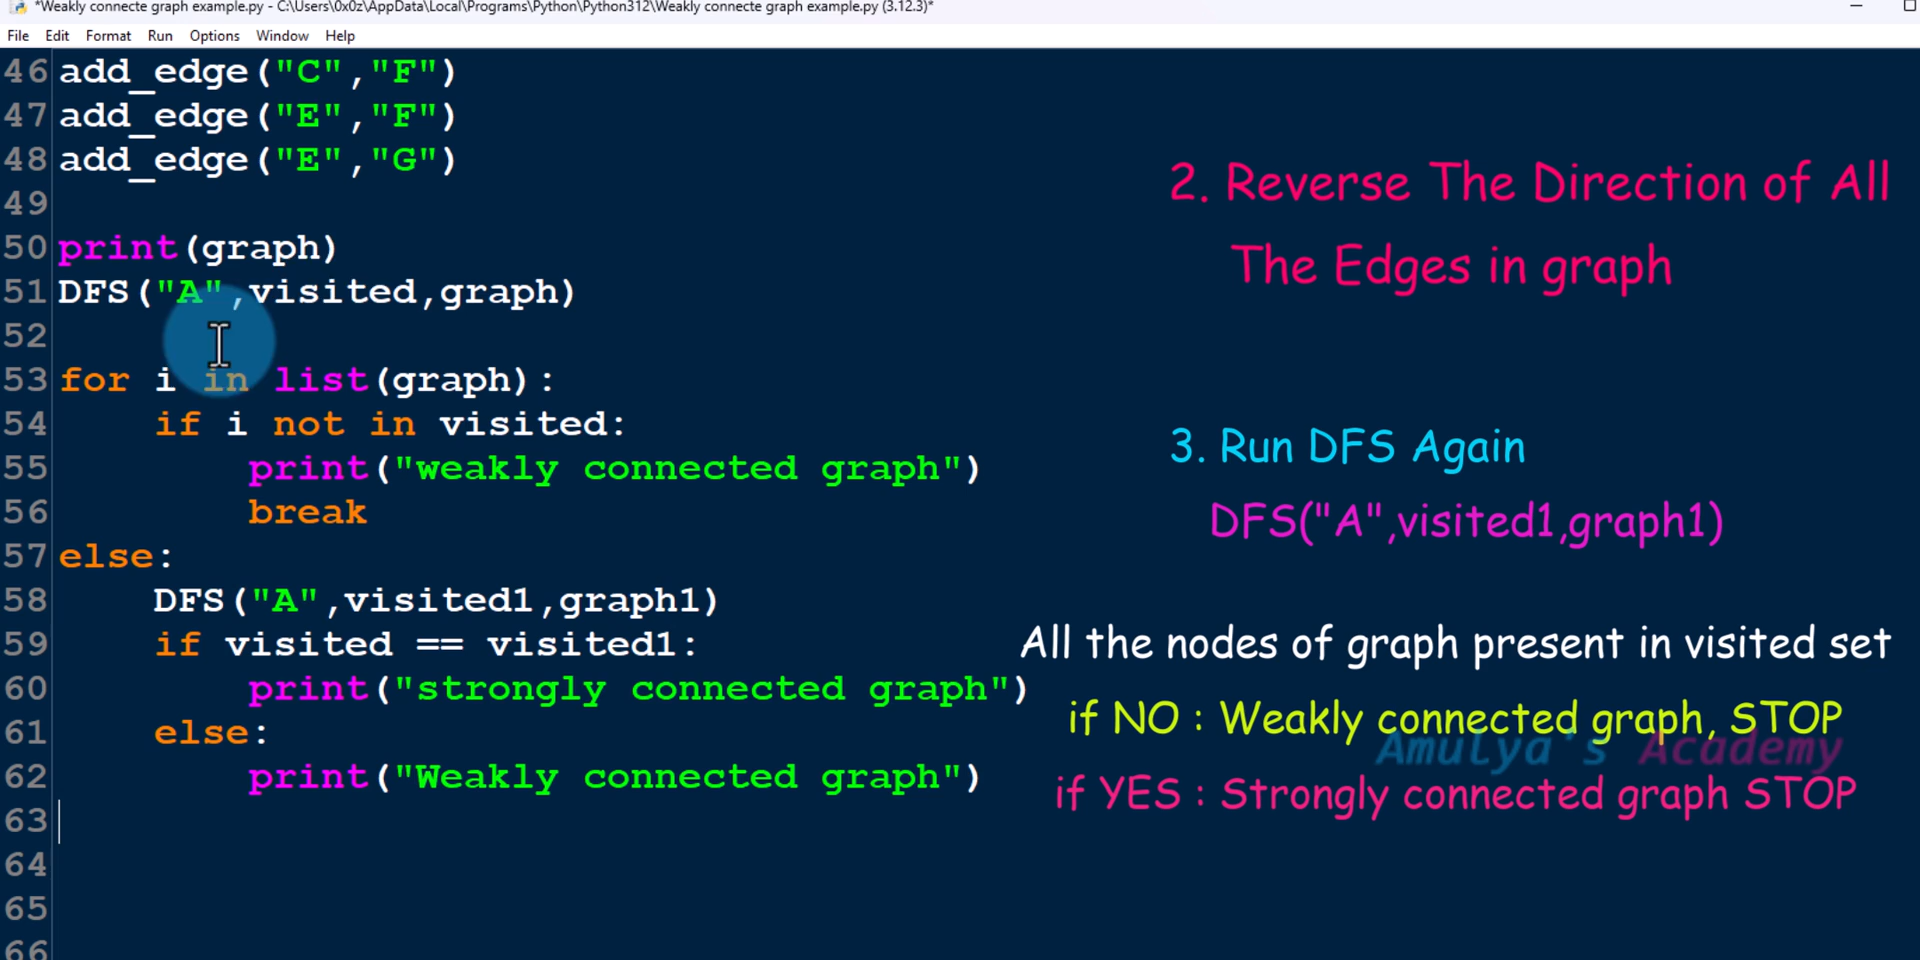 *Weakly connecte graph example.py - C:\Users\0x0z\AppData\Local\Programs\Python\Python312\Weakly connecte graph example.py (3.12.3)*
File Edit Format Run Options Window Help
46 add_edge("C","F")
47 add_edge("E","F")
48 add_edge("E","G")
49
50 print(graph)
51 DFS("A",visited,graph)
52
53 for i in list(graph):
54 if i not in visited:
55 print("weakly connected graph")
56 break
57 else:
58 DFS("A",visited1,graph1)
59 if visited == visited1:
60 print("strongly connected graph")
61 else:
62 print("Weakly connected graph")
63
64
65
66
2. Reverse The Direction of All
The Edges in graph
3. Run DFS Again
DFS("A",visited1,graph1)
All the nodes of graph present in visited set
if NO : Weakly connected graph, STOP
Amulya's Academy
if YES : Strongly connected graph STOP